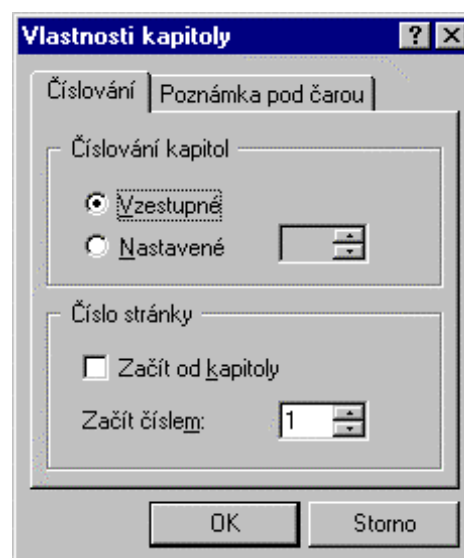 Vlastnosti kapitoly
Číslování Poznámka pod čarou
Číslování kapitol
Vzestupné
Nastavené
Číslo stránky
Začít od kapitoly
Začít číslem: 1
OK Storno